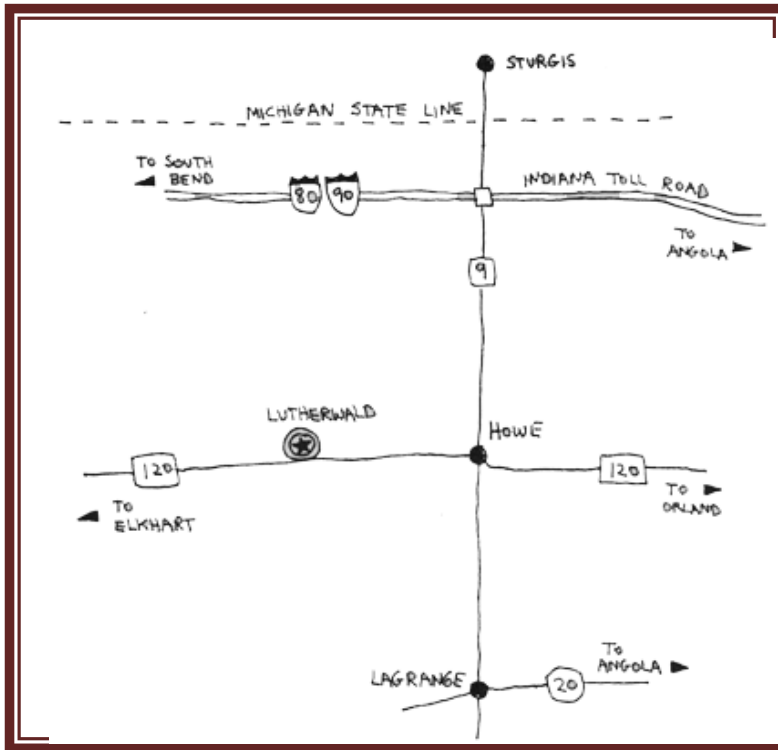 STURGIS
MICHIGAN STATE LINE
TO SOUTH
BEND
80
90
INDIANA TOLL ROAD
TO
ANGOLA
9
LUTHERWALD
HOWE
120
120
TO
ELKHART
TO
ORLAND
TO
ANGOLA
LAGRANGE
20